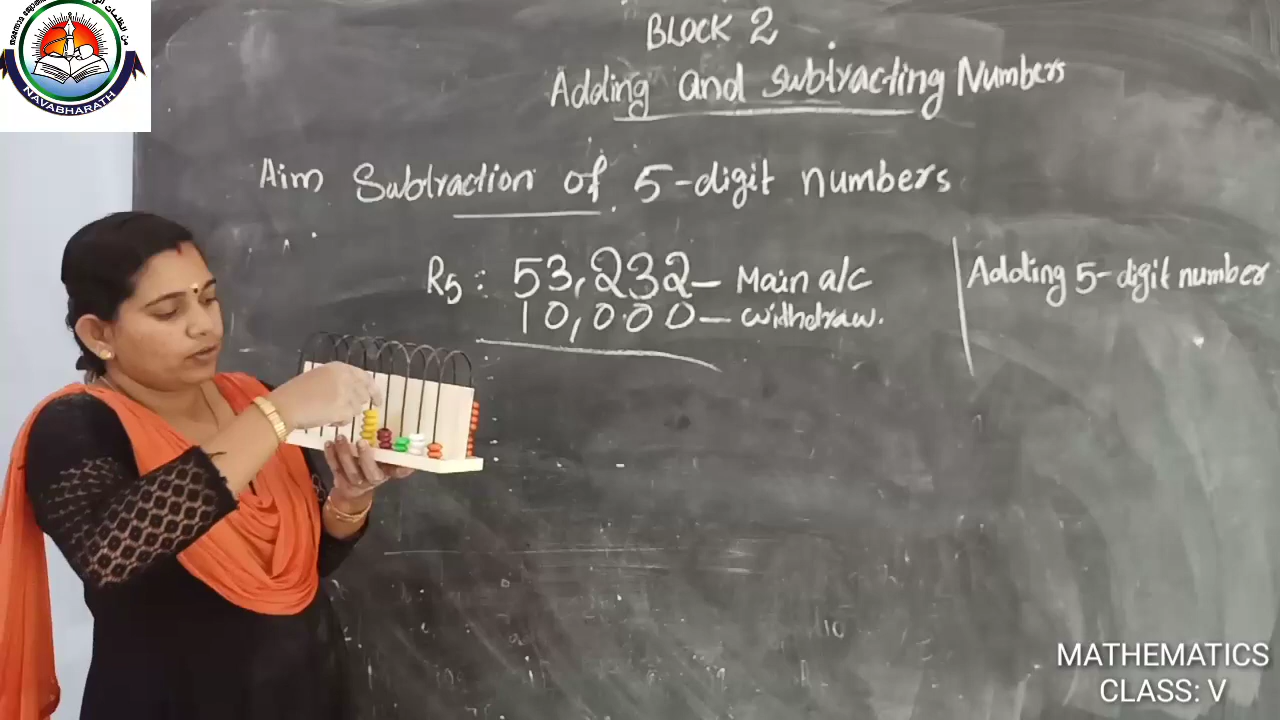 NAVABHARATH
BLOCK 2
Adding and Subtracting Numbers
Aim Subtraction of 5-digit numbers
Rs : 53,232 - Main a/c
10,000 - withdraw.
Adding 5-digit number
MATHEMATICS
CLASS: V